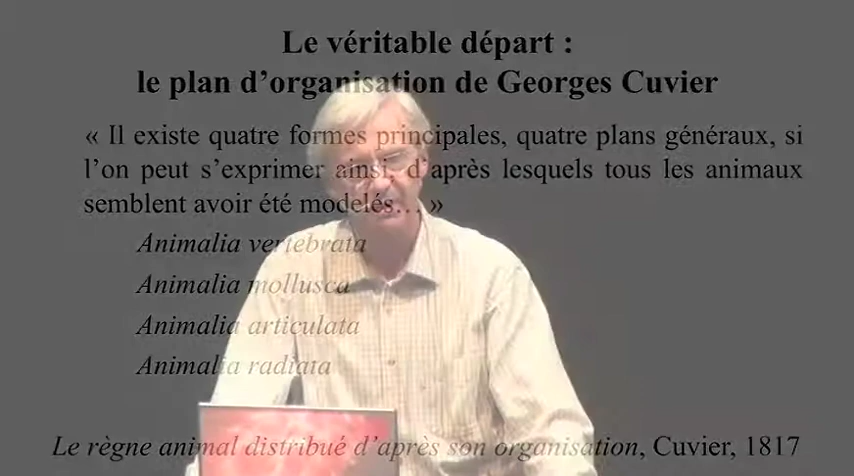 Le véritable départ :
le plan d’organisation de Georges Cuvier
« Il existe quatre formes principales, quatre plans généraux, si
l’on peut s’exprimer ainsi, d’après lesquels tous les animaux
semblent avoir été modelés… »
Animalia vertebrata
Animalia mollusca
Animalia articulata
Animalia radiata
Le règne animal distribué d’après son organisation, Cuvier, 1817